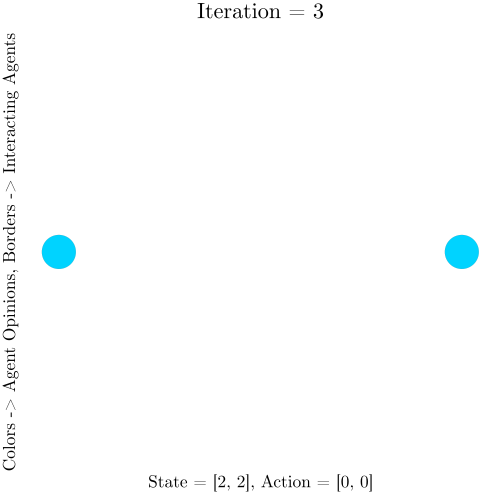 Iteration = 3
Colors -> Agent Opinions, Borders -> Interacting Agents
State = [2, 2], Action = [0, 0]